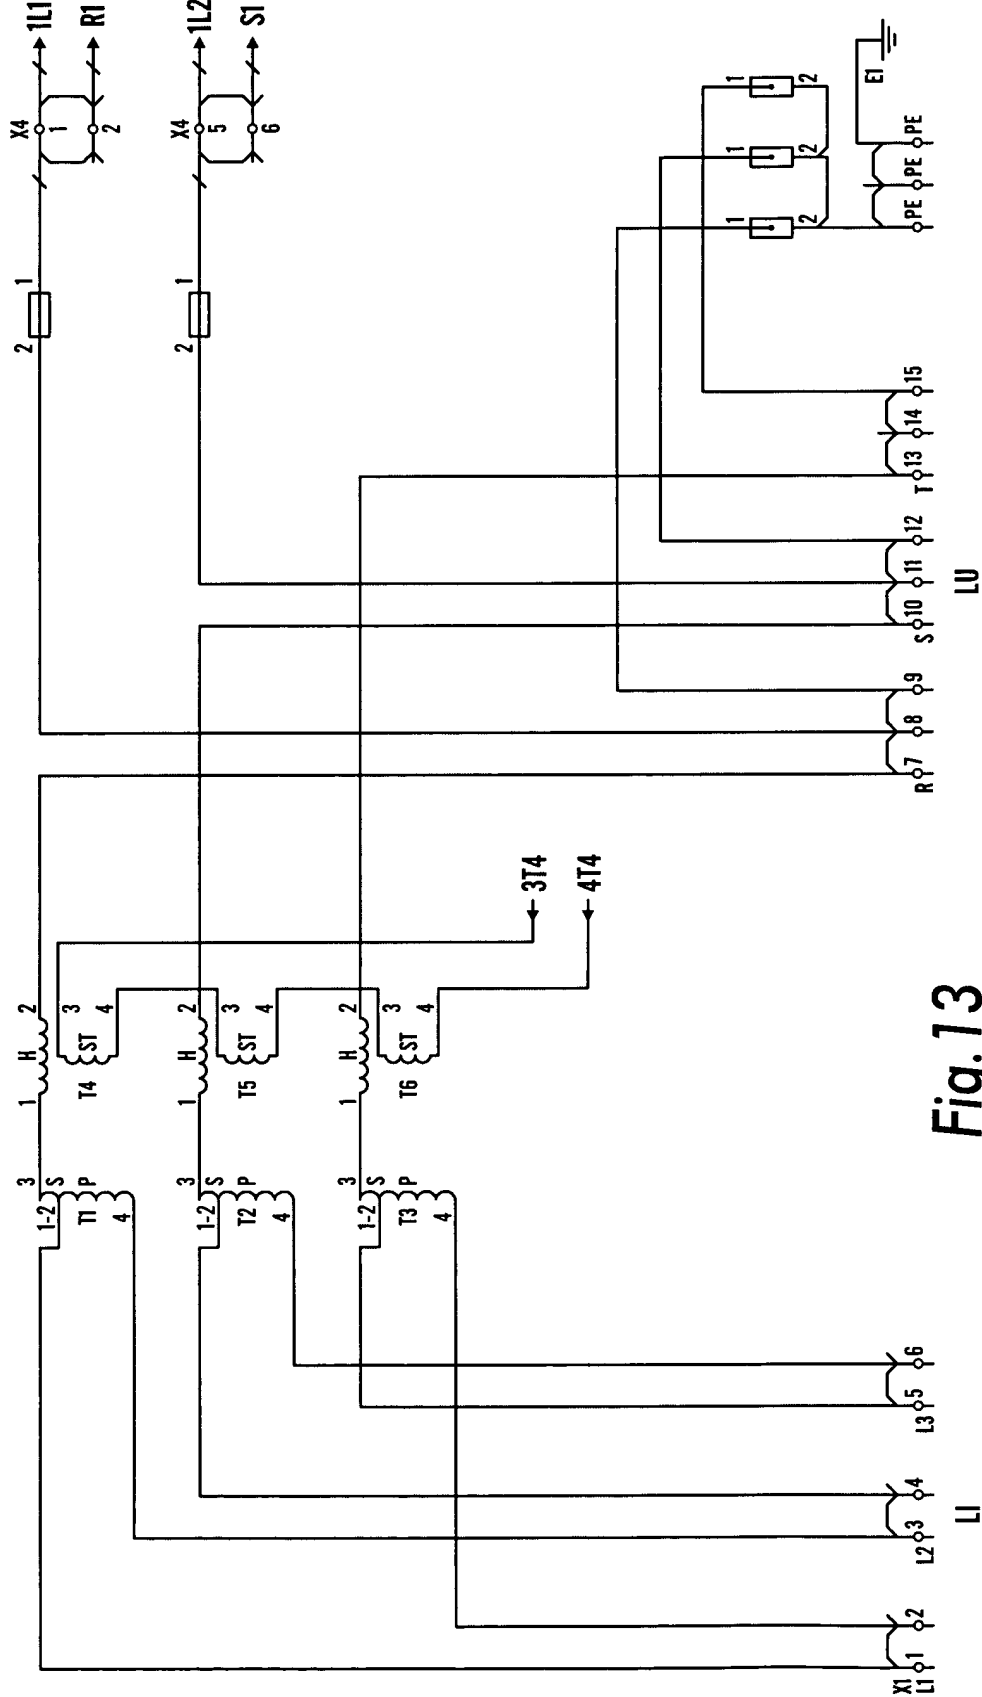 3 1 H 2 2 1 X4 1L1
1-2 S 1
3
T1 P T4 ST 2 R1
4 4
3 1 H 2 2 1 X4 1L2
1-2 S 5
3
T2 P T5 ST S1
4 4 6
3 1 H 2
1-2 S
3
T3 P T6 ST
4 4
3T4
4T4
1 1 1
2 2 2
E1
X1 1 2 3 4 5 6 7 8 9 10 11 12 13 14 15 PE PE PE
L1 L2 L3 R S T
LI LU
Fig.13